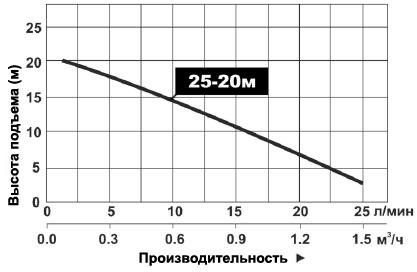 Высота подъема (м)
25
20
15
10
5
0
25-20м
0 5 10 15 20 25 л/мин
0.0 0.3 0.6 0.9 1.2 1.5 м³/ч
Производительность ►